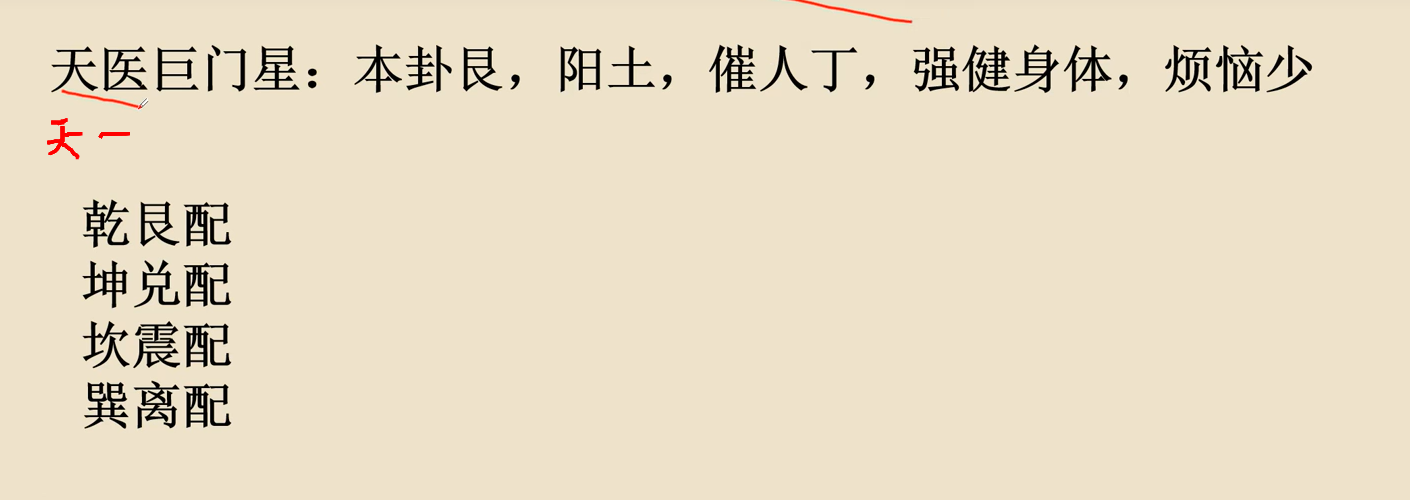 天医巨门星：本卦艮，阳土，催人丁，强健身体，烦恼少
天一
乾艮配
坤兑配
坎震配
巽离配